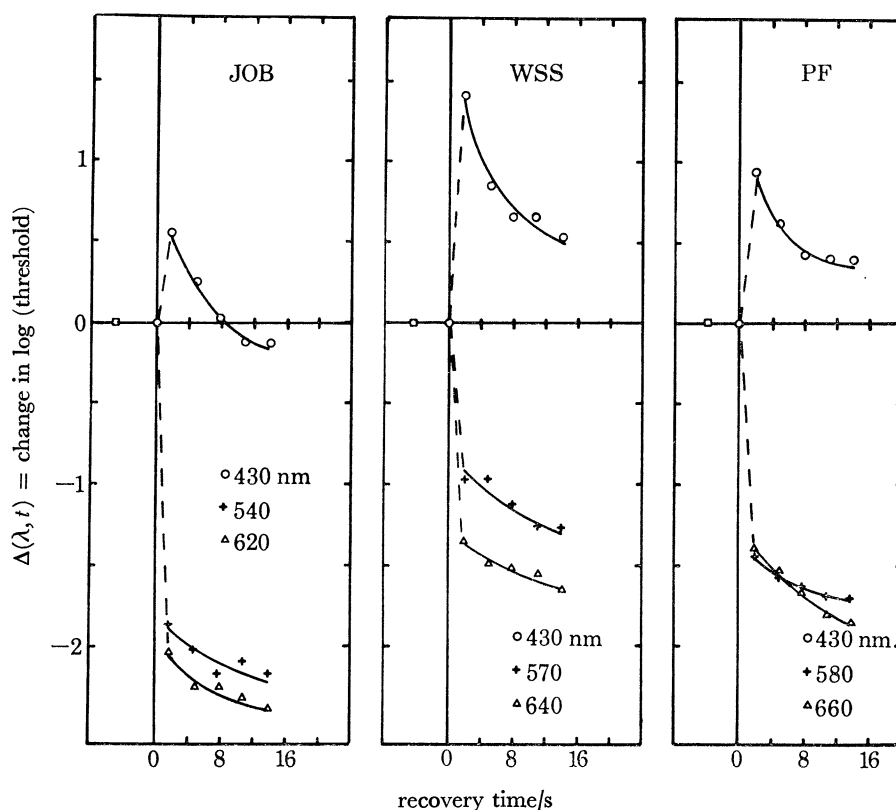 JOB
WSS
PF
Δ(λ, t) = change in log (threshold)
1
0
−1
−2
○ 430 nm
+ 540
△ 620
○ 430 nm
+ 570
△ 640
○ 430 nm.
+ 580
△ 660
0 8 16
0 8 16
0 8 16
recovery time/s